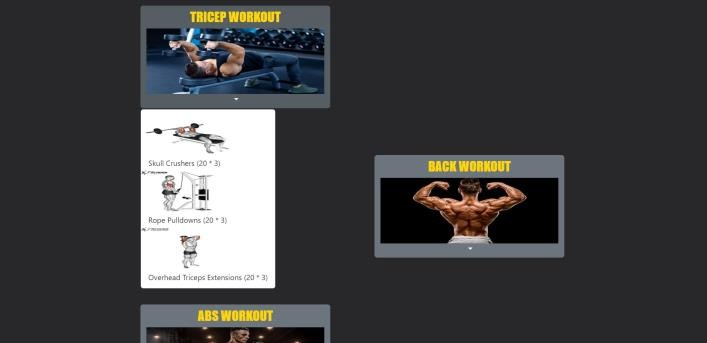 TRICEP WORKOUT
Skull Crushers (20 * 3)
Rope Pulldowns (20 * 3)
Overhead Triceps Extensions (20 * 3)
BACK WORKOUT
ABS WORKOUT